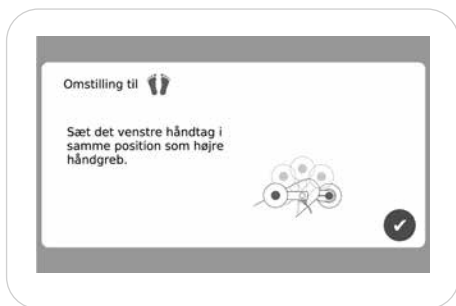 Omstilling til
Sæt det venstre håndtag i
samme position som højre
håndgreb.